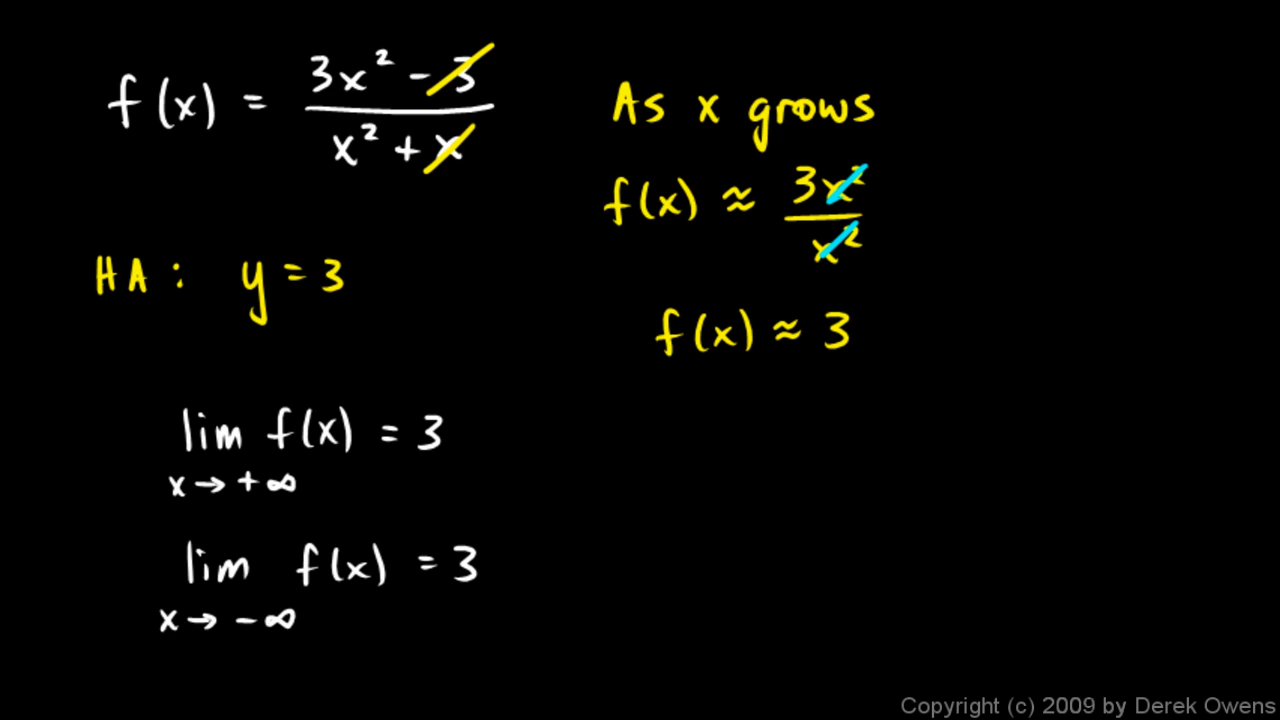 f(x) = (3x² - 3)/(x² + x)
HA: y = 3
lim f(x) = 3
x → +∞
lim f(x) = 3
x → -∞
As x grows
f(x) ≈ 3x²/x²
f(x) ≈ 3
Copyright (c) 2009 by Derek Owens